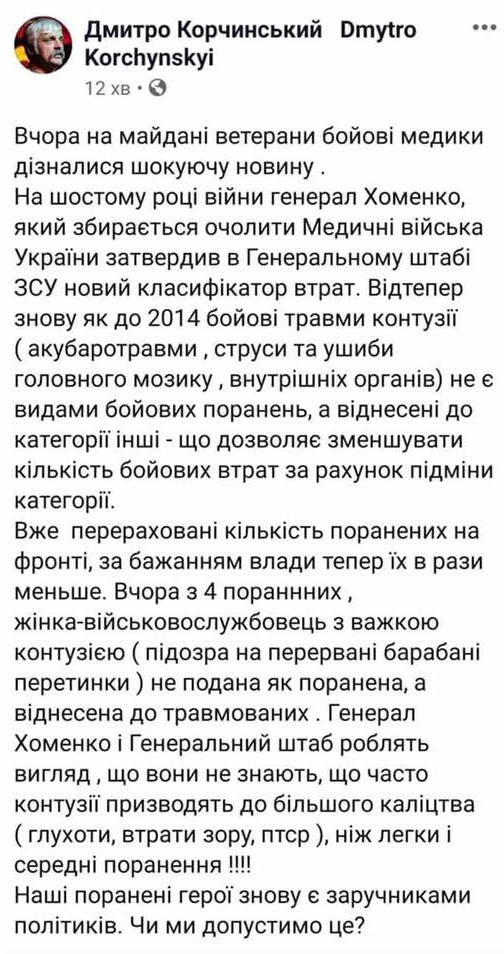 Дмитро Корчинський Dmytro
Korchynskyi
12 хв ·
Вчора на майдані ветерани бойові медики
дізналися шокуючу новину .
На шостому році війни генерал Хоменко,
який збирається очолити Медичні війська
України затвердив в Генеральному штабі
ЗСУ новий класифікатор втрат. Відтепер
знову як до 2014 бойові травми контузії
( акубаротравми , струси та ушиби
головного мозику , внутрішніх органів) не є
видами бойових поранень, а віднесені до
категорії інші - що дозволяє зменшувати
кількість бойових втрат за рахунок підміни
категорії.
Вже перераховані кількість поранених на
фронті, за бажанням влади тепер їх в рази
меньше. Вчора з 4 пораннних ,
жінка-військовослужбовець з важкою
контузією ( підозра на перервані барабані
перетинки ) не подана як поранена, а
віднесена до травмованих . Генерал
Хоменко і Генеральний штаб роблять
вигляд , що вони не знають, що часто
контузії призводять до більшого каліцтва
( глухоти, втрати зору, птср ), ніж легки і
середні поранення !!!!
Наші поранені герої знову є заручниками
політиків. Чи ми допустимо це?